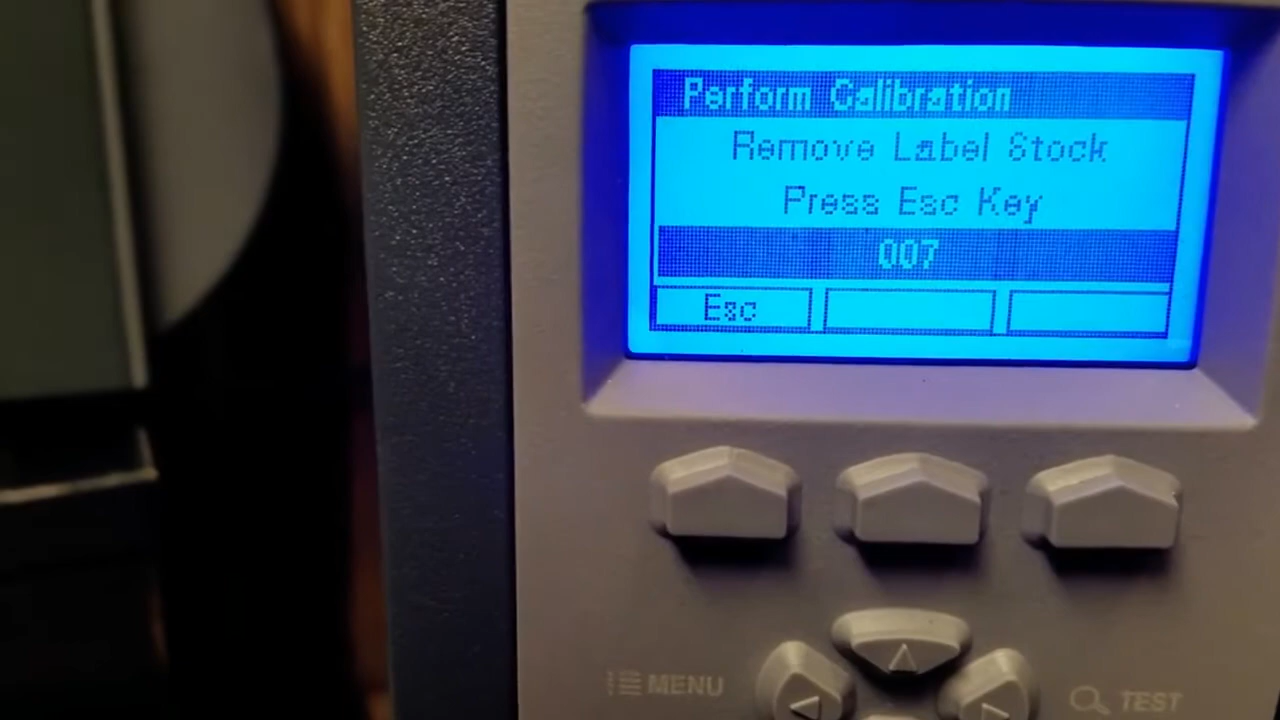 Perform Calibration
Remove Label Stock
Press Esc Key
007
Esc
MENU
TEST